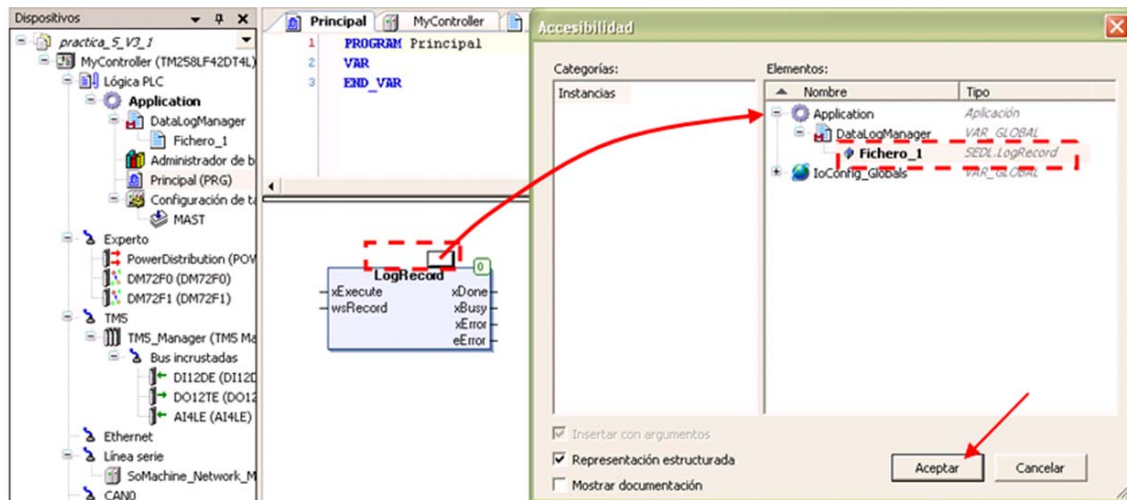 Dispositivos
practica_5_V3_1
MyController (TM258LF42DT4L)
Lógica PLC
Application
DataLogManager
Fichero_1
Administrador de b
Principal (PRG)
Configuración de ta
MAST
Experto
PowerDistribution (POW
DM72F0 (DM72F0)
DM72F1 (DM72F1)
TM5
TM5_Manager (TM5 Ma
Bus incrustadas
DI12DE (DI12D
DO12TE (DO12
AI4LE (AI4LE)
Ethernet
Línea serie
SoMachine_Network_M
CAN0
Principal
MyController
1 PROGRAM Principal
2 VAR
3 END_VAR
LogRecord
0
xExecute xDone
wsRecord xBusy
xError
eError
Accesibilidad
Categorías:
Instancias
Elementos:
Nombre Tipo
Application Aplicación
DataLogManager VAR_GLOBAL
Fichero_1 SEDL.LogRecord
IoConfig_Globals VAR_GLOBAL
Insertar con argumentos
Representación estructurada
Mostrar documentación
Aceptar
Cancelar